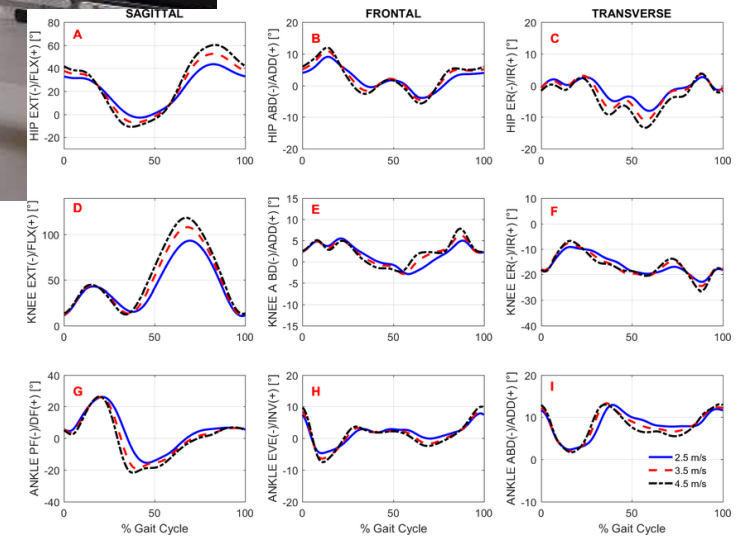 SAGITTAL FRONTAL TRANSVERSE
A B C
HIP EXT(-)/FLX(+) [°]
80
60
40
20
0
-20
0 50 100
HIP ABD(-)/ADD(+) [°]
20
10
0
-10
-20
0 50 100
HIP ER(-)/IR(+) [°]
20
10
0
-10
-20
0 50 100
D E F
KNEE EXT(-)/FLX(+) [°]
100
50
0
0 50 100
KNEE A BD(-)/ADD(+) [°]
15
10
5
0
-5
-10
-15
0 50 100
KNEE ER(-)/IR(+) [°]
10
0
-10
-20
-30
-40
0 50 100
G H I
ANKLE PF(-)/DF(+) [°]
40
20
0
-20
-40
0 50 100
% Gait Cycle
ANKLE EVE(-)/INV(+) [°]
20
10
0
-10
-20
0 50 100
% Gait Cycle
ANKLE ABD(-)/ADD(+) [°]
20
10
0
-10
0 50 100
% Gait Cycle
2.5 m/s
3.5 m/s
4.5 m/s